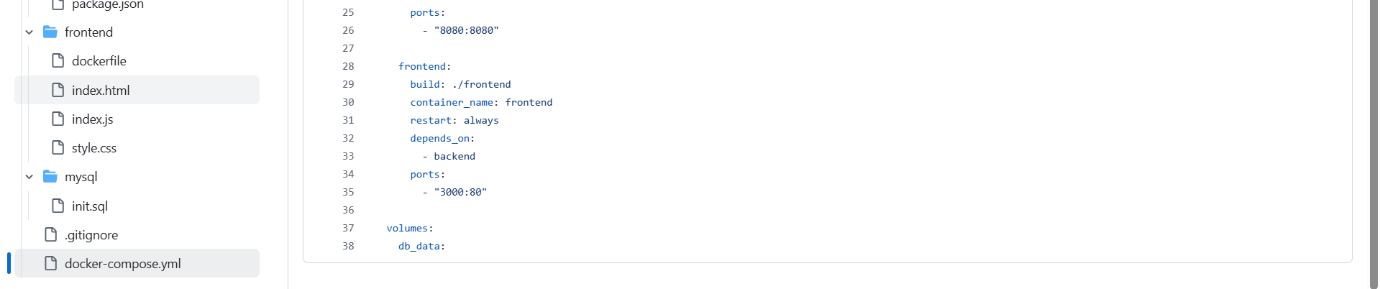 package.json
frontend
dockerfile
index.html
index.js
style.css
mysql
init.sql
.gitignore
docker-compose.yml
25 ports:
26 - "8080:8080"
27
28 frontend:
29 build: ./frontend
30 container_name: frontend
31 restart: always
32 depends_on:
33 - backend
34 ports:
35 - "3000:80"
36
37 volumes:
38 db_data: